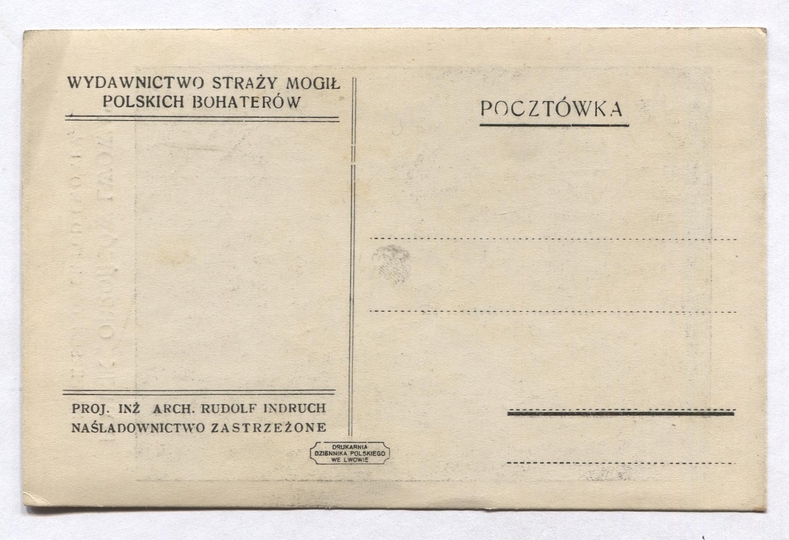 WYDAWNICTWO STRAŻY MOGIŁ
POLSKICH BOHATERÓW
POCZTÓWKA
PROJ. INŻ ARCH. RUDOLF INDRUCH
NAŚLADOWNICTWO ZASTRZEŻONE
DRUKARNIA
DZIENNIKA POLSKIEGO
WE LWOWIE